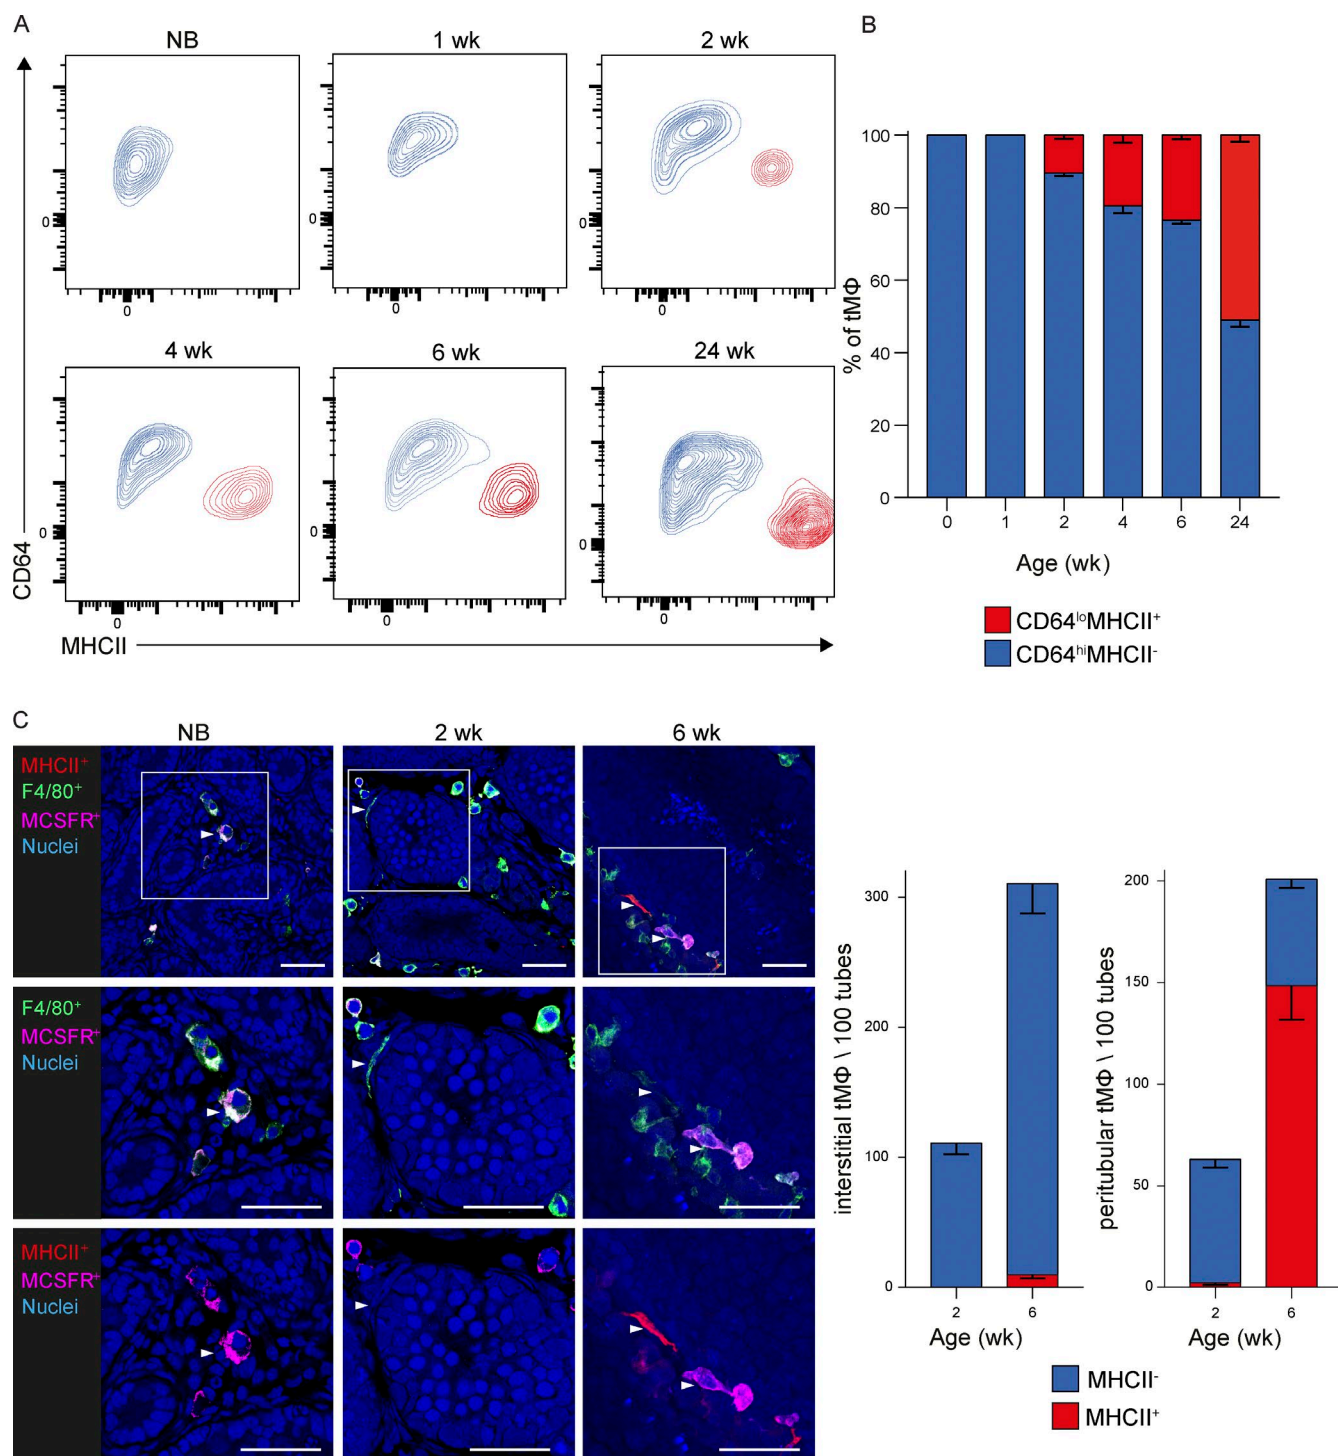 A
NB
1 wk
2 wk
0
0
0
0
0
0
4 wk
6 wk
24 wk
0
0
0
0
0
0
CD64
MHCII
B
100
80
60
40
20
0
% of tMΦ
0 1 2 4 6 24
Age (wk)
CD64loMHCII+
CD64hiMHCII-
C
NB
2 wk
6 wk
MHCII+
F4/80+
MCSFR+
Nuclei
F4/80+
MCSFR+
Nuclei
MHCII+
MCSFR+
Nuclei
300
200
100
0
interstitial tMΦ \ 100 tubes
2 6
Age (wk)
200
150
100
50
0
peritubular tMΦ \ 100 tubes
2 6
Age (wk)
MHCII-
MHCII+